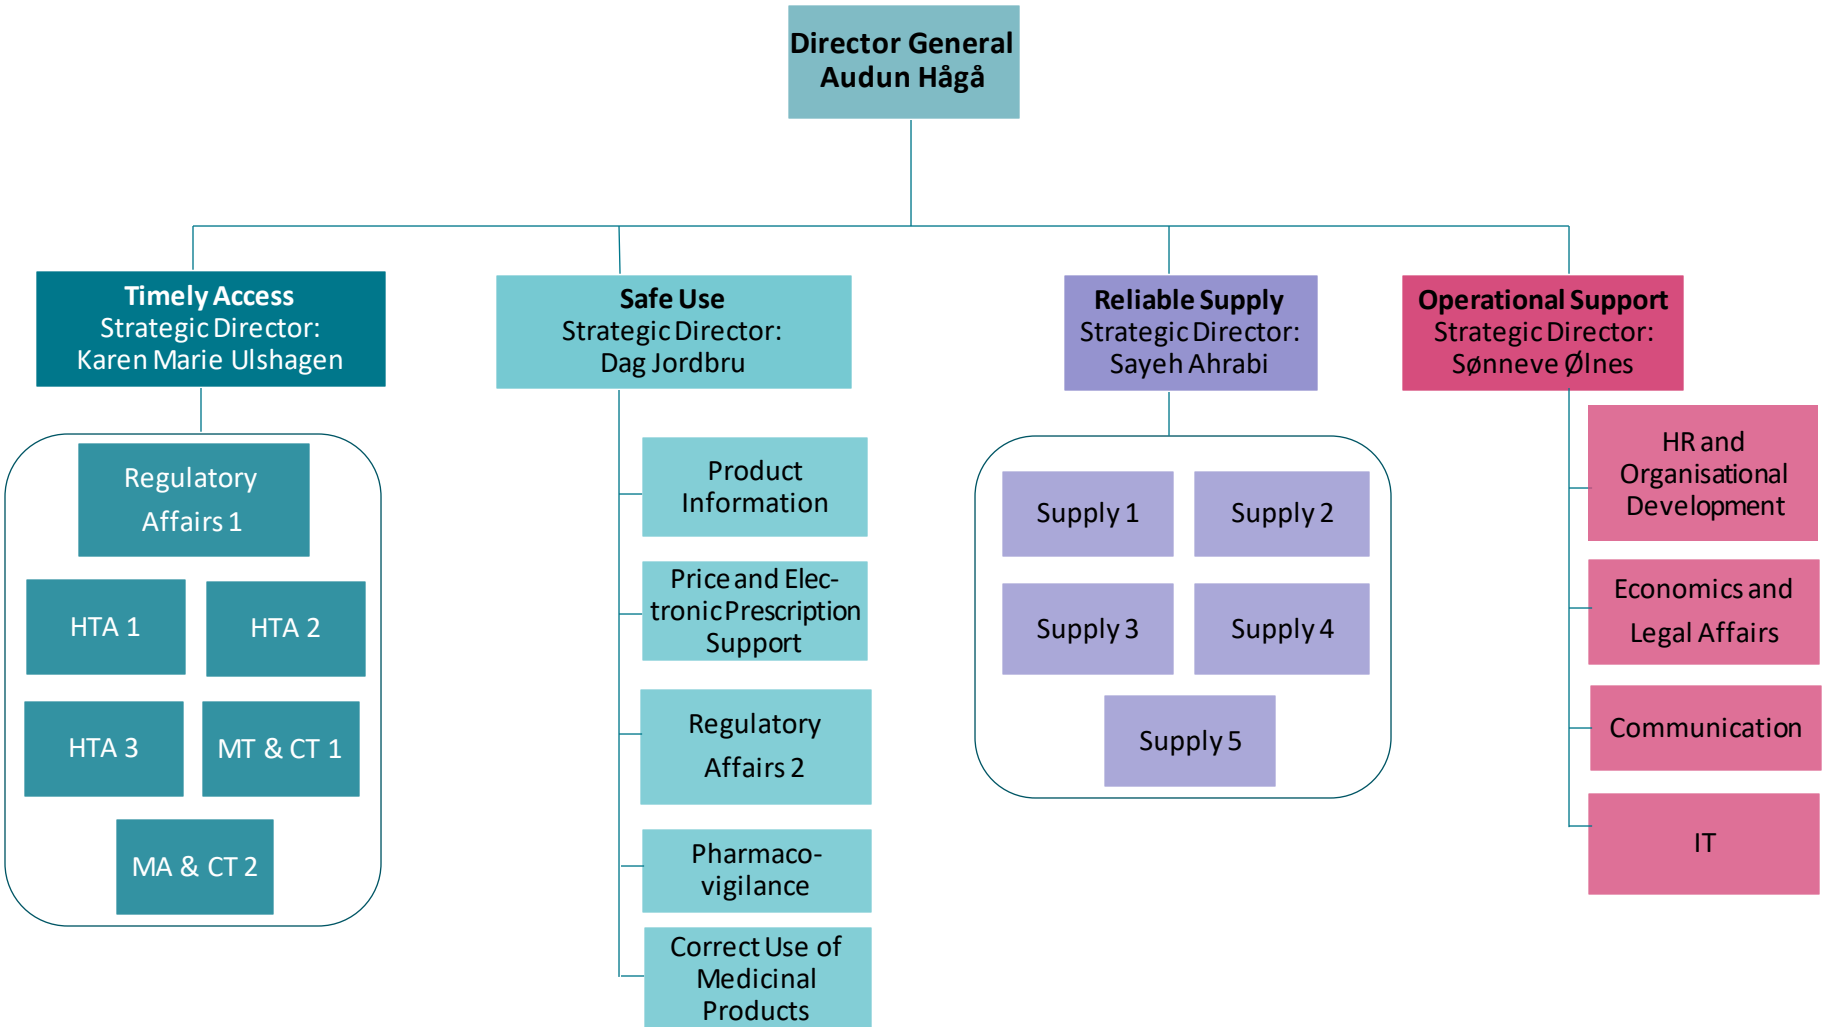 Director General
Audun Hågå
Timely Access
Strategic Director:
Karen Marie Ulshagen
Regulatory
Affairs 1
HTA 1
HTA 2
HTA 3
MT & CT 1
MA & CT 2
Safe Use
Strategic Director:
Dag Jordbru
Product
Information
Price and Elec-
tronic Prescription
Support
Regulatory
Affairs 2
Pharmaco-
vigilance
Correct Use of
Medicinal
Products
Reliable Supply
Strategic Director:
Sayeh Ahrabi
Supply 1
Supply 2
Supply 3
Supply 4
Supply 5
Operational Support
Strategic Director:
Sønneve Ølnes
HR and
Organisational
Development
Economics and
Legal Affairs
Communication
IT